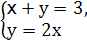 {x + y = 3,
y = 2x